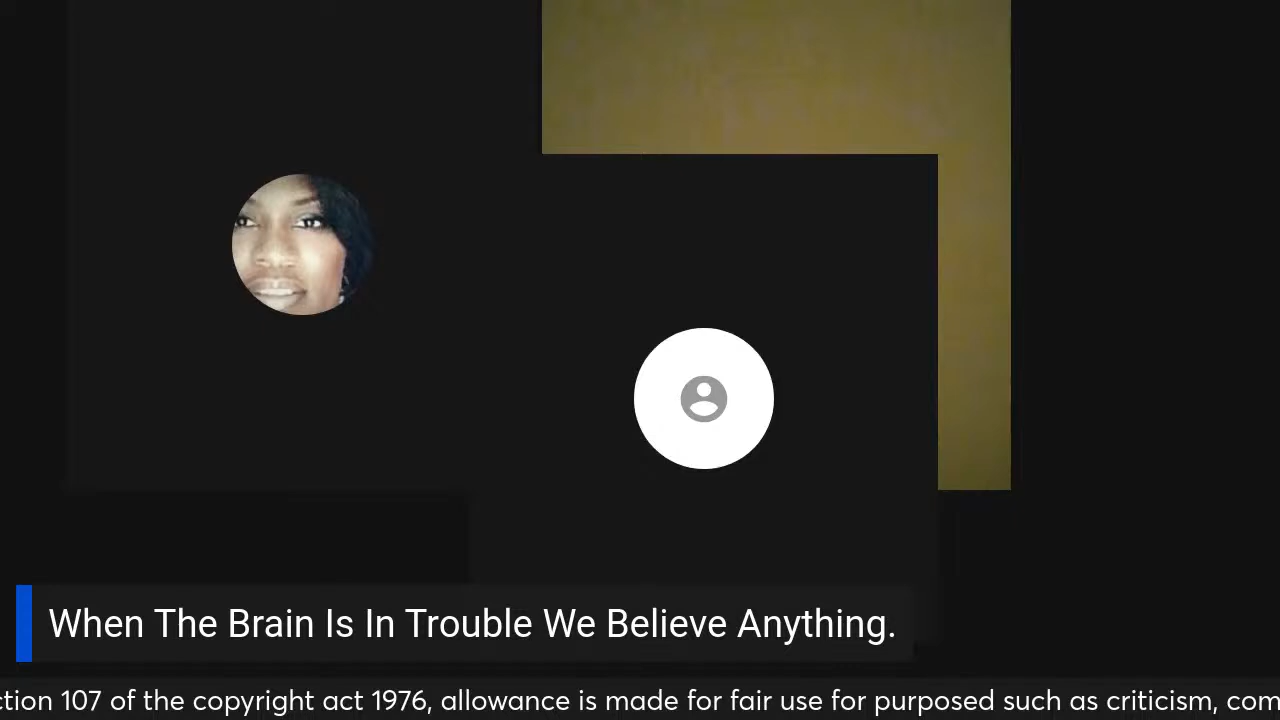 When The Brain Is In Trouble We Believe Anything.
ction 107 of the copyright act 1976, allowance is made for fair use for purposed such as criticism, com